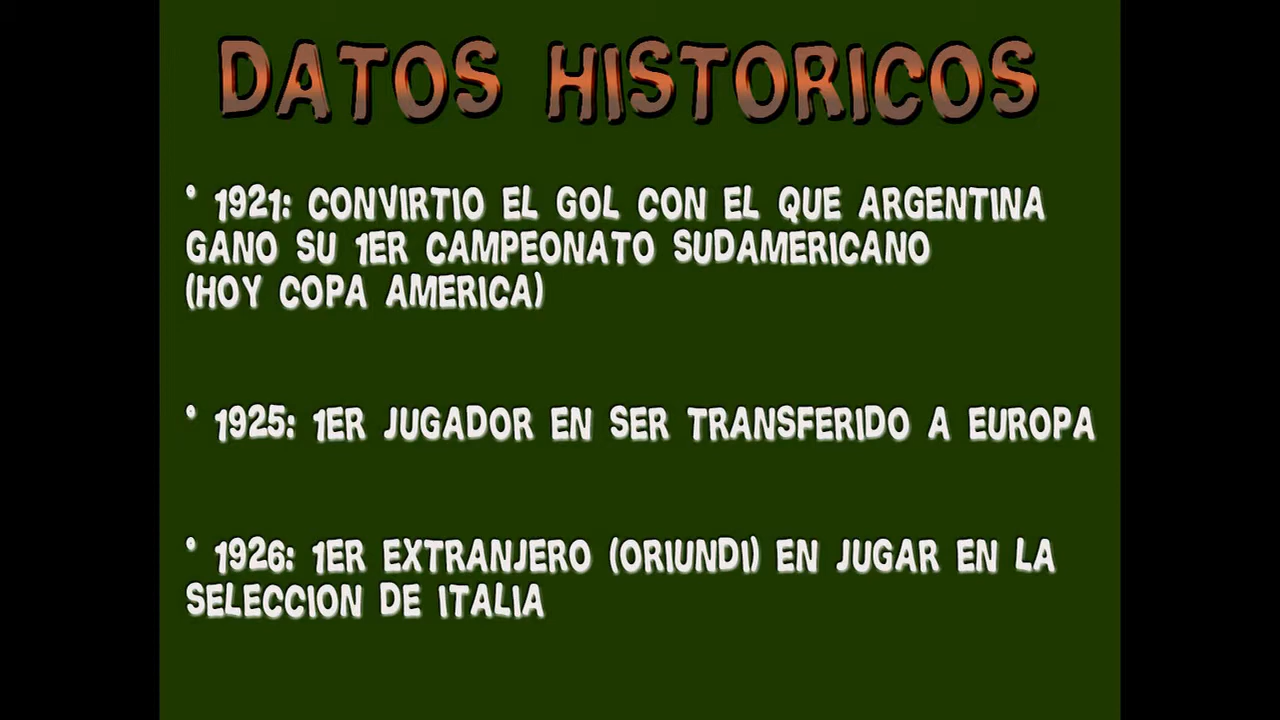 DATOS HISTORICOS
° 1921: CONVIRTIO EL GOL CON EL QUE ARGENTINA
GANO SU 1ER CAMPEONATO SUDAMERICANO
(HOY COPA AMERICA)
° 1925: 1ER JUGADOR EN SER TRANSFERIDO A EUROPA
° 1926: 1ER EXTRANJERO (ORIUNDI) EN JUGAR EN LA
SELECCION DE ITALIA